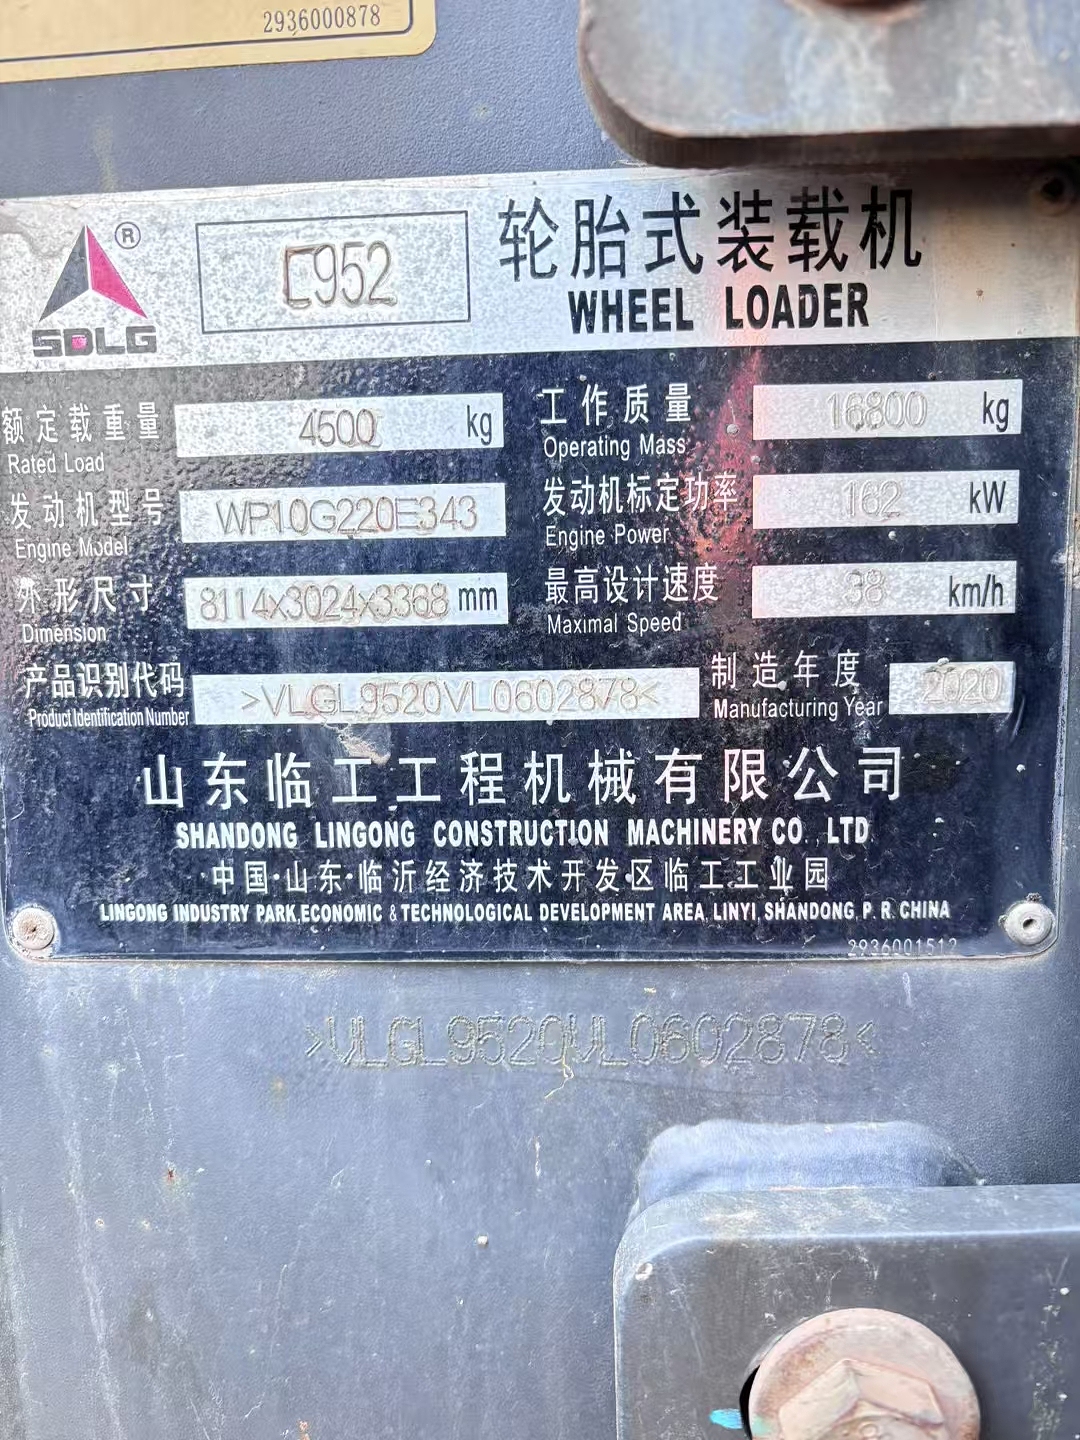 2936000878
®
SDLG
C952
轮胎式装载机
WHEEL LOADER
额定载重量 4500 kg
Rated Load
工作质量 16800 kg
Operating Mass
发动机型号 WP10G220E343
Engine Model
发动机标定功率 162 kW
Engine Power
外形尺寸 8114x3024x3368 mm
Dimension
最高设计速度 38 km/h
Maximal Speed
产品识别代码 >VLGL9520VL0602878<
Product Identification Number
制造年度 2020
Manufacturing Year
山东临工工程机械有限公司
SHANDONG LINGONG CONSTRUCTION MACHINERY CO., LTD
中国·山东·临沂经济技术开发区临工工业园
LINGONG INDUSTRY PARK,ECONOMIC & TECHNOLOGICAL DEVELOPMENT AREA, LINYI, SHANDONG, P. R. CHINA
2936001512
>VLGL9520VL0602878<